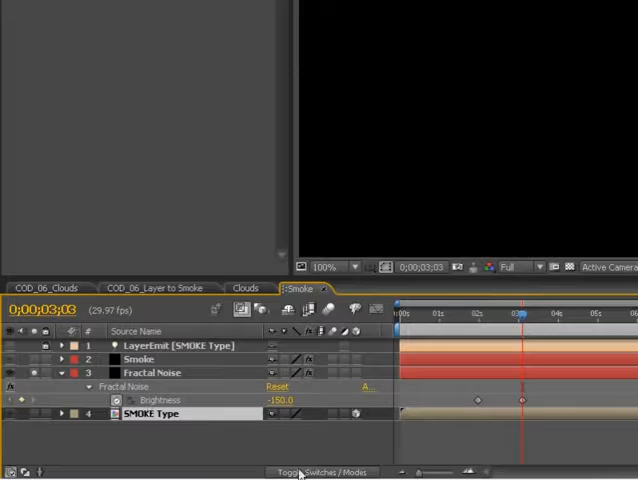 100% 0;00;03;03 Full Active Camera
COD_06_Clouds COD_06_Layer to Smoke Clouds Smoke
0;00;03;03 (29.97 fps)
# Source Name :00s 01s 02s 03s 04s 05s
1 LayerEmit [SMOKE Type]
2 Smoke
3 Fractal Noise
Fractal Noise Reset A...
Brightness -150.0
4 SMOKE Type
Toggle Switches / Modes